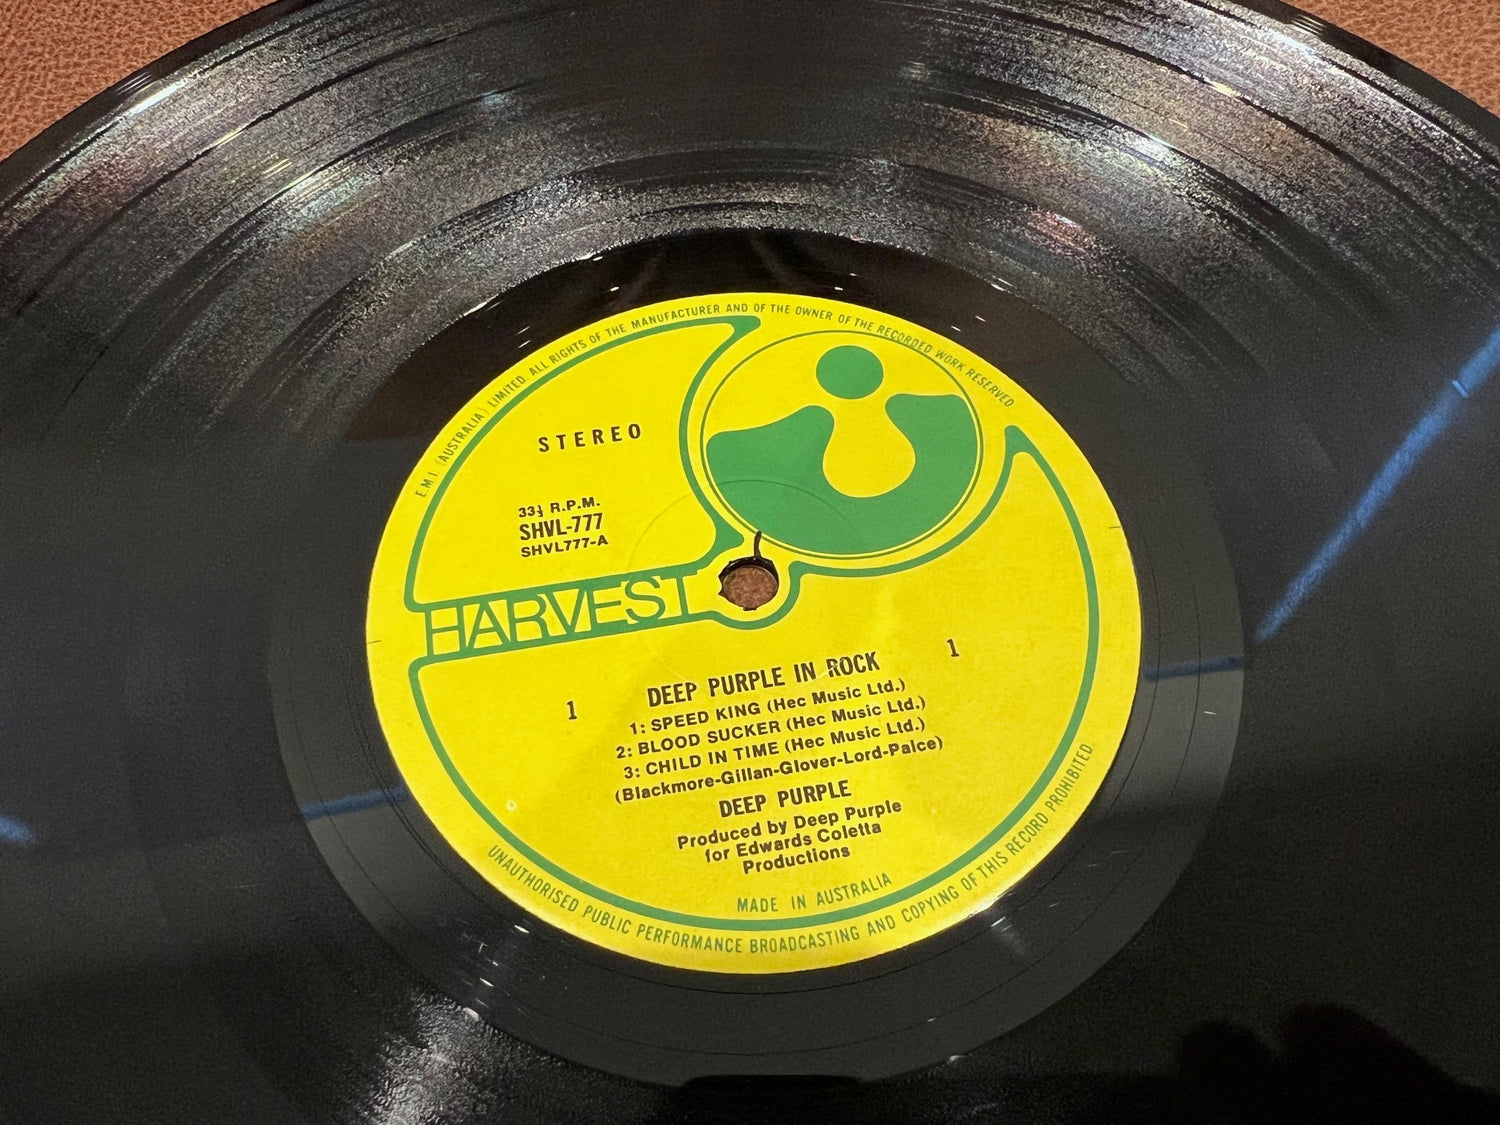 E.M.I. (AUSTRALIA) LIMITED. ALL RIGHTS OF THE MANUFACTURER AND OF THE OWNER OF THE RECORDED WORK RESERVED.
STEREO
33⅓ R.P.M.
SHVL-777
SHVL777-A
HARVEST
DEEP PURPLE IN ROCK
1
1
1: SPEED KING (Hec Music Ltd.)
2: BLOOD SUCKER (Hec Music Ltd.)
3: CHILD IN TIME (Hec Music Ltd.)
(Blackmore-Gillan-Glover-Lord-Palce)
DEEP PURPLE
Produced by Deep Purple
for Edwards Coletta
Productions
MADE IN AUSTRALIA
UNAUTHORISED PUBLIC PERFORMANCE BROADCASTING AND COPYING OF THIS RECORD PROHIBITED.